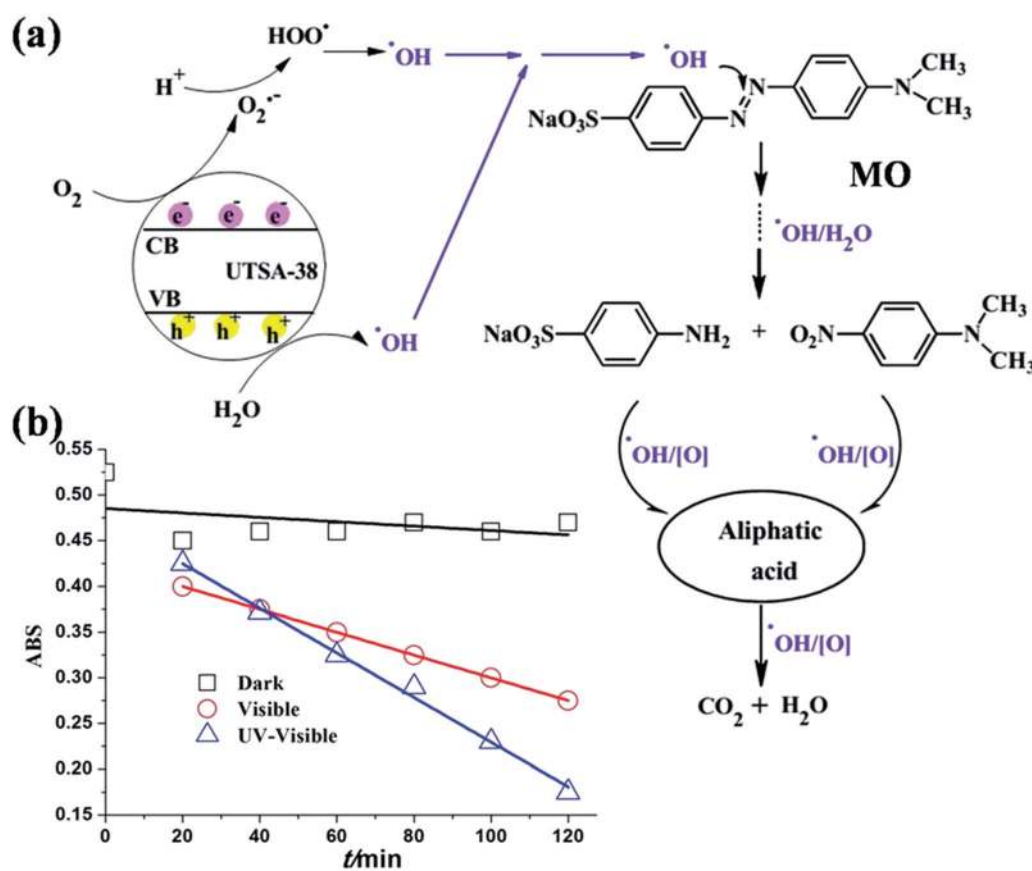 (a)
HOO•
•OH
•OH
H⁺
O₂•⁻
O₂
e⁻ e⁻ e⁻
CB
UTSA-38
VB
h⁺ h⁺ h⁺
•OH
H₂O
NaO₃S
N
N
N
CH₃
CH₃
MO
•OH/H₂O
NaO₃S
NH₂
+
O₂N
N
CH₃
CH₃
•OH/[O]
•OH/[O]
Aliphatic
acid
•OH/[O]
CO₂ + H₂O
(b)
0.55
0.50
0.45
0.40
0.35
0.30
0.25
0.20
0.15
ABS
Dark
Visible
UV-Visible
0 20 40 60 80 100 120
t/min